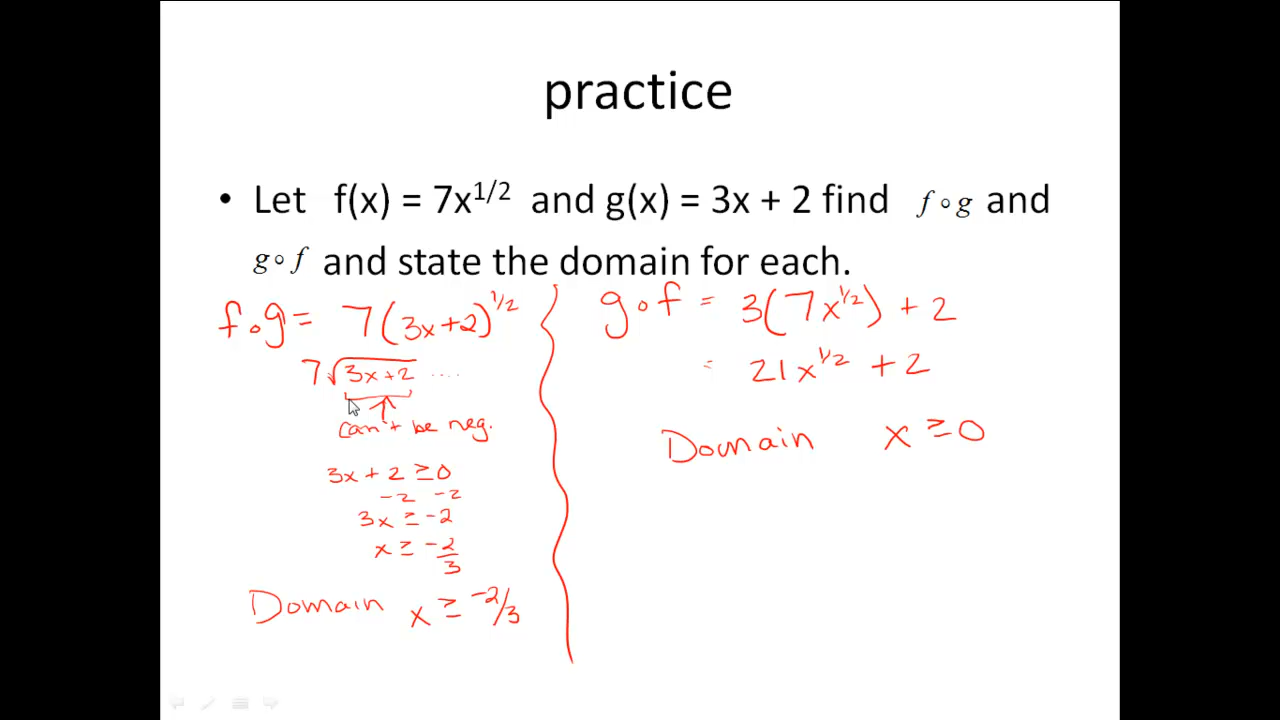 practice
• Let f(x) = 7x^{1/2} and g(x) = 3x + 2 find f ∘ g and
g ∘ f and state the domain for each.
f∘g = 7(3x+2)^{1/2}
7√(3x+2) ....
can't be neg.
3x + 2 ≥ 0
-2 -2
3x ≥ -2
x ≥ -2/3
Domain x ≥ -2/3
g∘f = 3(7x^{1/2}) + 2
= 21x^{1/2} + 2
Domain x ≥ 0